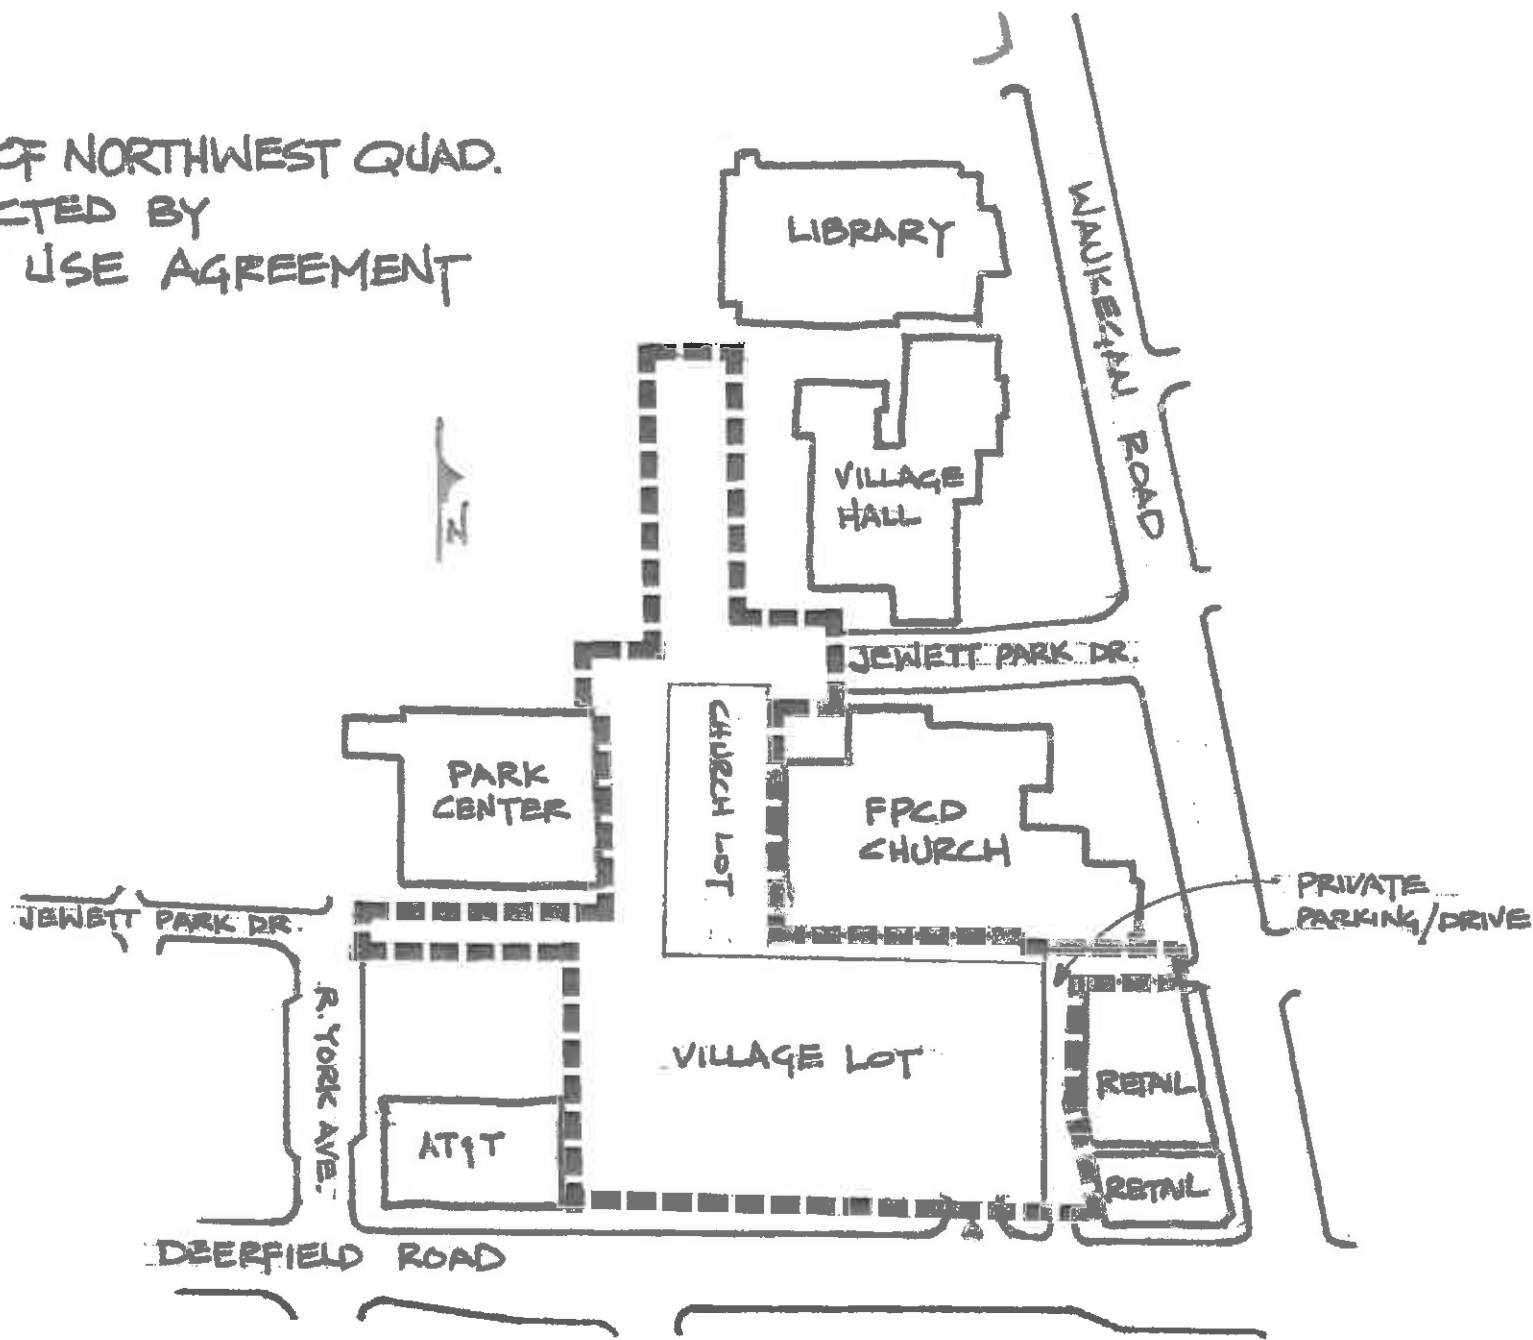 OF NORTHWEST QUAD.
CTED BY
USE AGREEMENT
LIBRARY
WAUKEGAN ROAD
N
VILLAGE
HALL
JEWETT PARK DR.
CHURCH LOT
PARK
CENTER
FPCD
CHURCH
PRIVATE
PARKING/DRIVE
JEWETT PARK DR.
R. YORK AVE.
VILLAGE LOT
RETAIL
AT&T
RETAIL
DEERFIELD ROAD